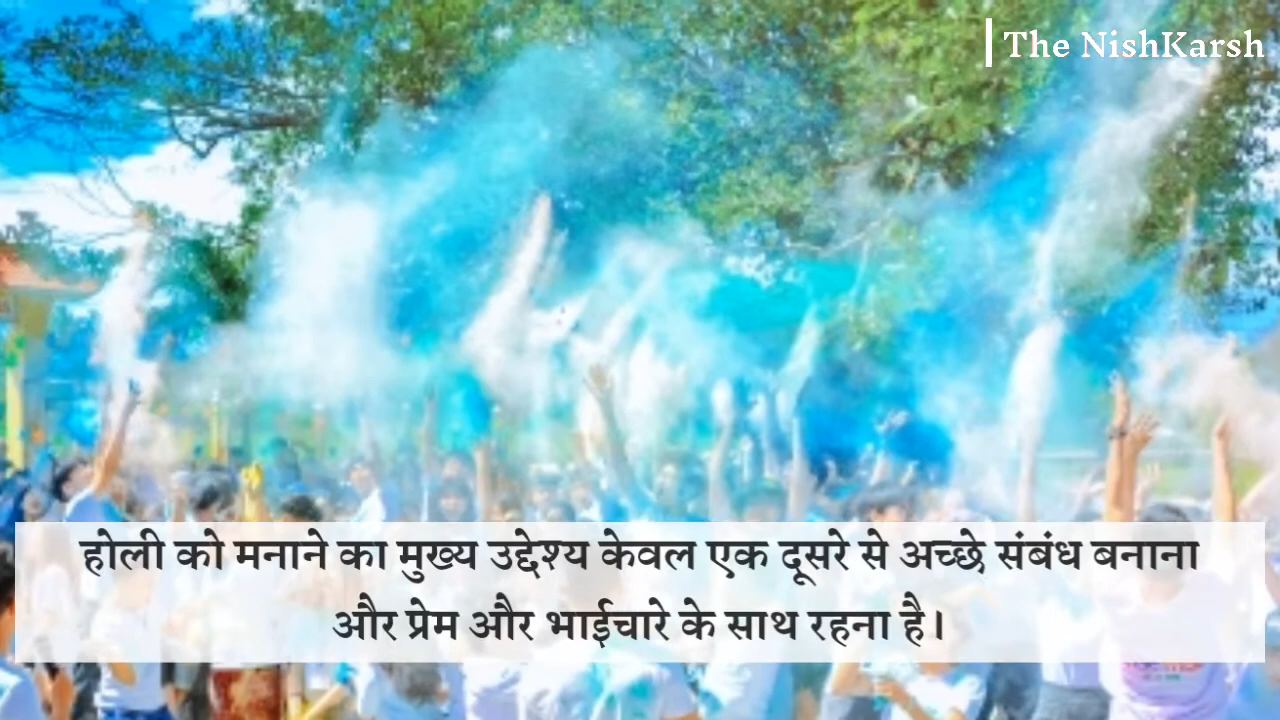 The NishKarsh
होली को मनाने का मुख्य उद्देश्य केवल एक दूसरे से अच्छे संबंध बनाना
और प्रेम और भाईचारे के साथ रहना है।